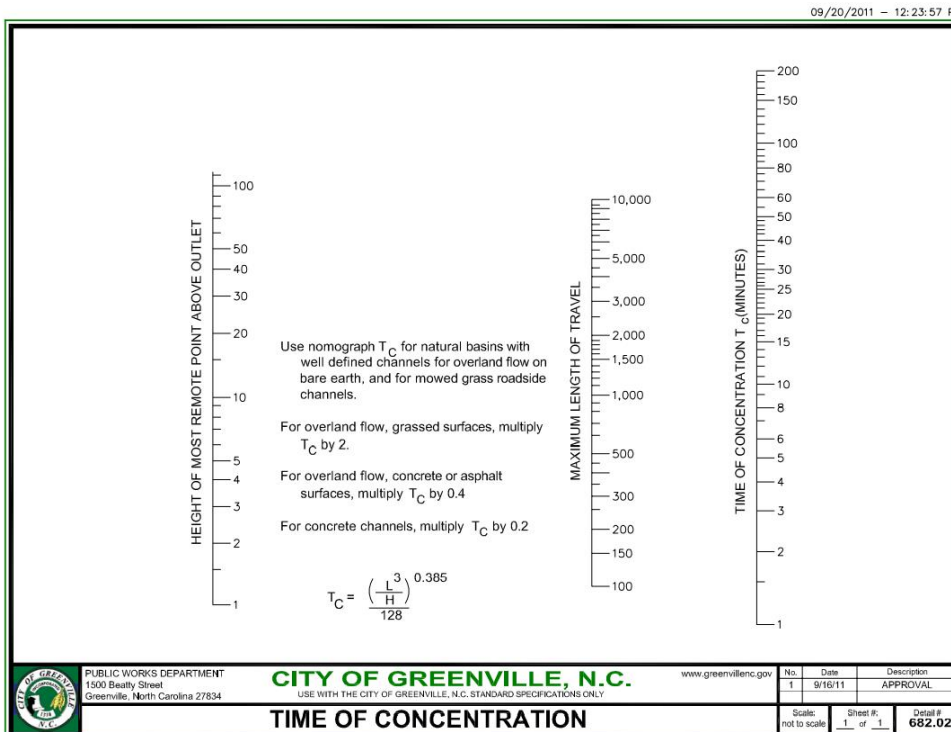 09/20/2011 - 12:23:57
HEIGHT OF MOST REMOTE POINT ABOVE OUTLET
100
50
40
30
20
10
5
4
3
2
1
Use nomograph T_C for natural basins with
well defined channels for overland flow on
bare earth, and for mowed grass roadside
channels.
For overland flow, grassed surfaces, multiply
T_C by 2.
For overland flow, concrete or asphalt
surfaces, multiply T_C by 0.4
For concrete channels, multiply T_C by 0.2
T_C = (L^3/H)^0.385 / 128
MAXIMUM LENGTH OF TRAVEL
10,000
5,000
3,000
2,000
1,500
1,000
500
300
200
150
100
TIME OF CONCENTRATION T_C (MINUTES)
200
150
100
80
60
50
40
30
25
20
15
10
8
6
5
4
3
2
1
PUBLIC WORKS DEPARTMENT
1500 Beatty Street
Greenville, North Carolina 27834
CITY OF GREENVILLE, N.C.
USE WITH THE CITY OF GREENVILLE, N.C. STANDARD SPECIFICATIONS ONLY
www.greenvillenc.gov
No. Date Description
1 9/16/11 APPROVAL
TIME OF CONCENTRATION
Scale: not to scale
Sheet #: 1 of 1
Detail # 682.02